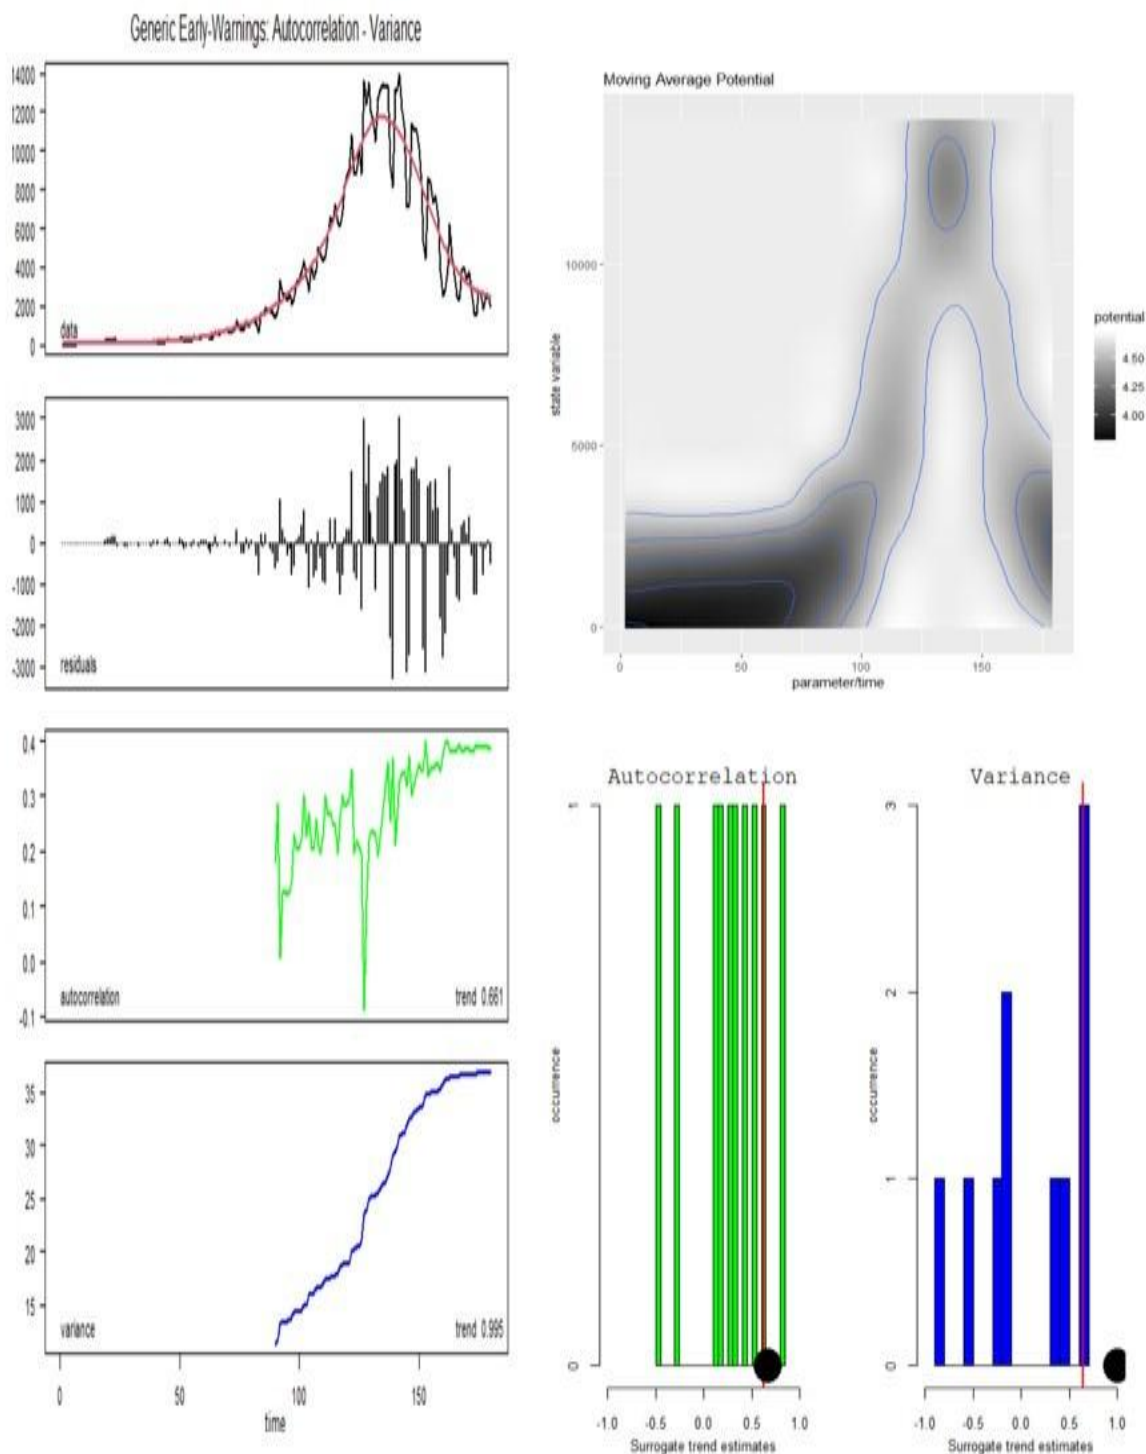 Generic Early-Warnings: Autocorrelation - Variance
14000
12000
10000
8000
6000
4000
2000
0
data
3000
2000
1000
0
-1000
-2000
-3000
residuals
0.4
0.3
0.2
0.1
0.0
-0.1
autocorrelation
trend 0.661
35
30
25
20
15
variance
trend 0.995
0 50 100 150
time
Moving Average Potential
10000
5000
0
state variable
0 50 100 150
parameter/time
potential
4.50
4.25
4.00
Autocorrelation
1
0
occurrence
-1.0 -0.5 0.0 0.5 1.0
Surrogate trend estimates
Variance
3
2
1
0
occurrence
-1.0 -0.5 0.0 0.5 1.0
Surrogate trend estimates